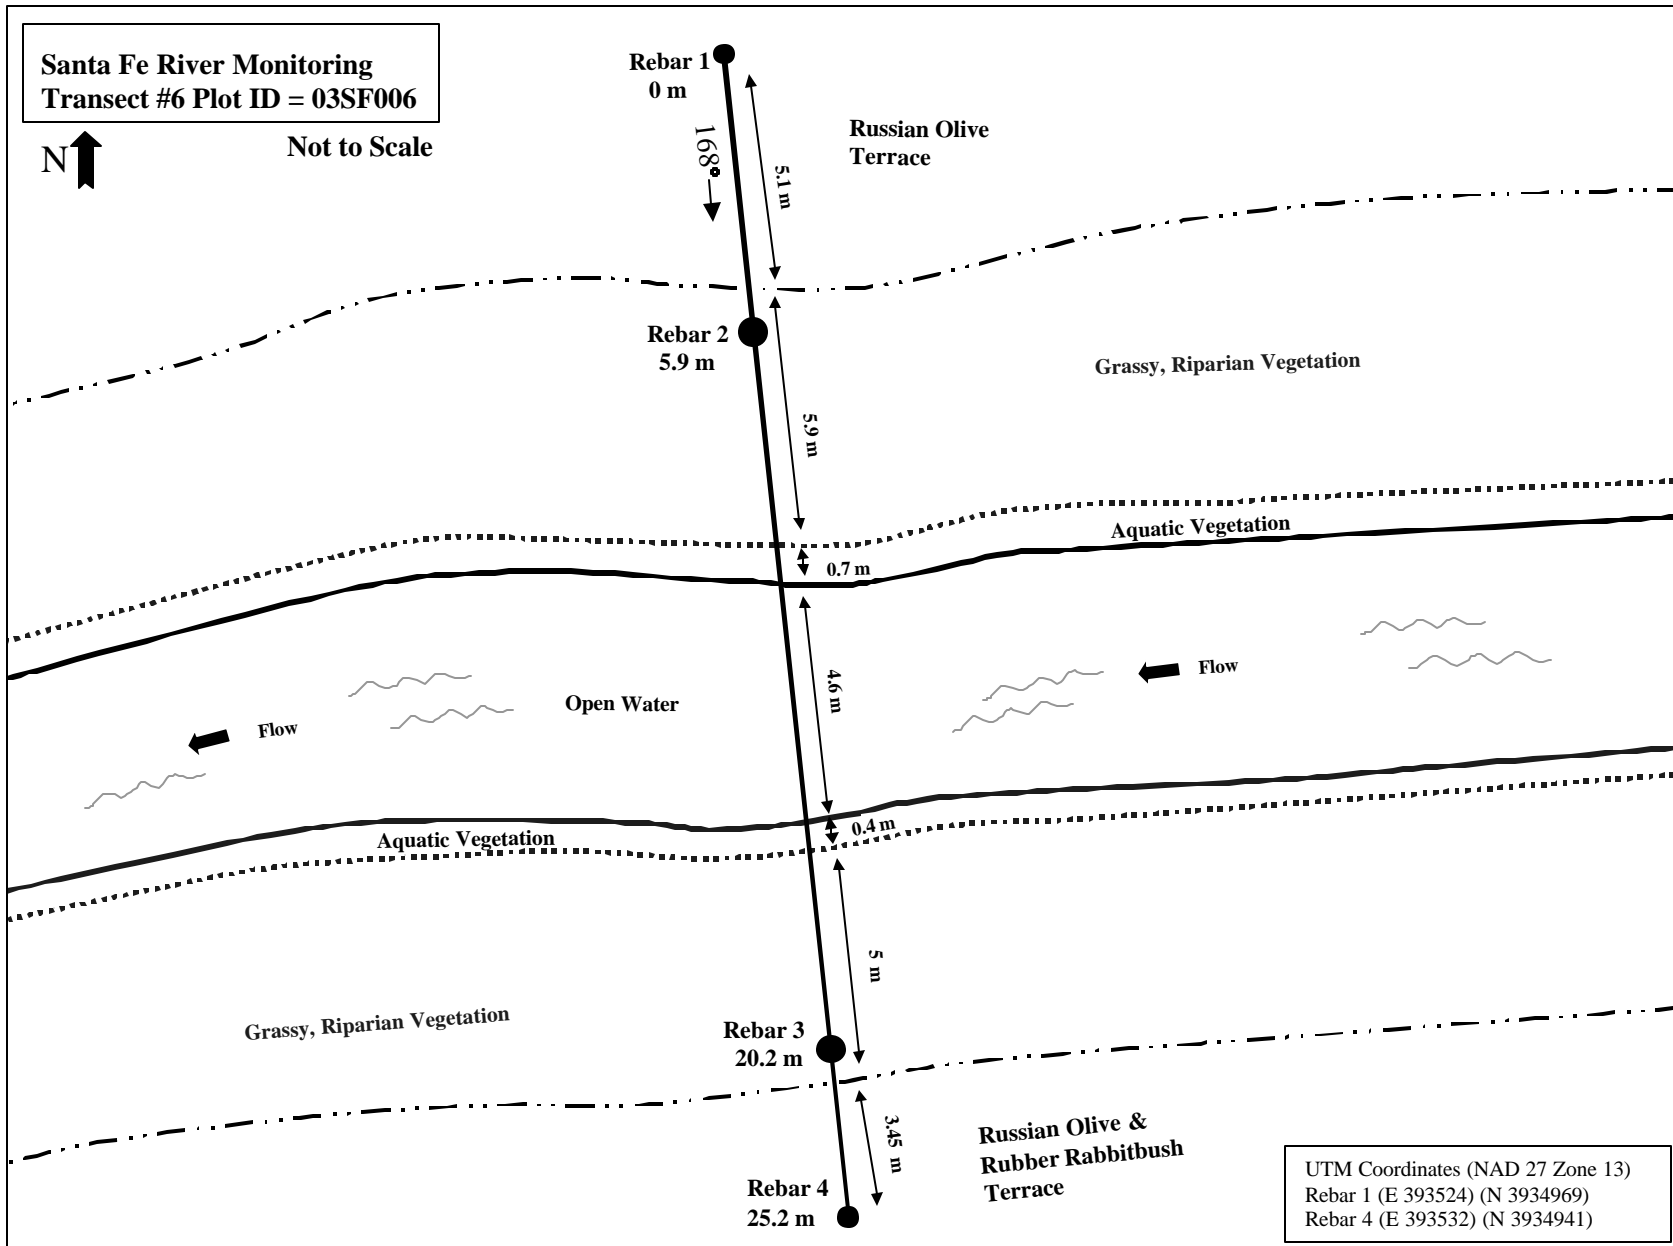 Santa Fe River Monitoring
Transect #6 Plot ID = 03SF006
N
Not to Scale
Rebar 1
0 m
168°
5.1 m
Russian Olive
Terrace
Rebar 2
5.9 m
5.9 m
Grassy, Riparian Vegetation
Aquatic Vegetation
0.7 m
4.6 m
Flow
Open Water
Flow
Aquatic Vegetation
0.4 m
5 m
Grassy, Riparian Vegetation
Rebar 3
20.2 m
3.45 m
Russian Olive &
Rubber Rabbitbush
Terrace
Rebar 4
25.2 m
UTM Coordinates (NAD 27 Zone 13)
Rebar 1 (E 393524) (N 3934969)
Rebar 4 (E 393532) (N 3934941)